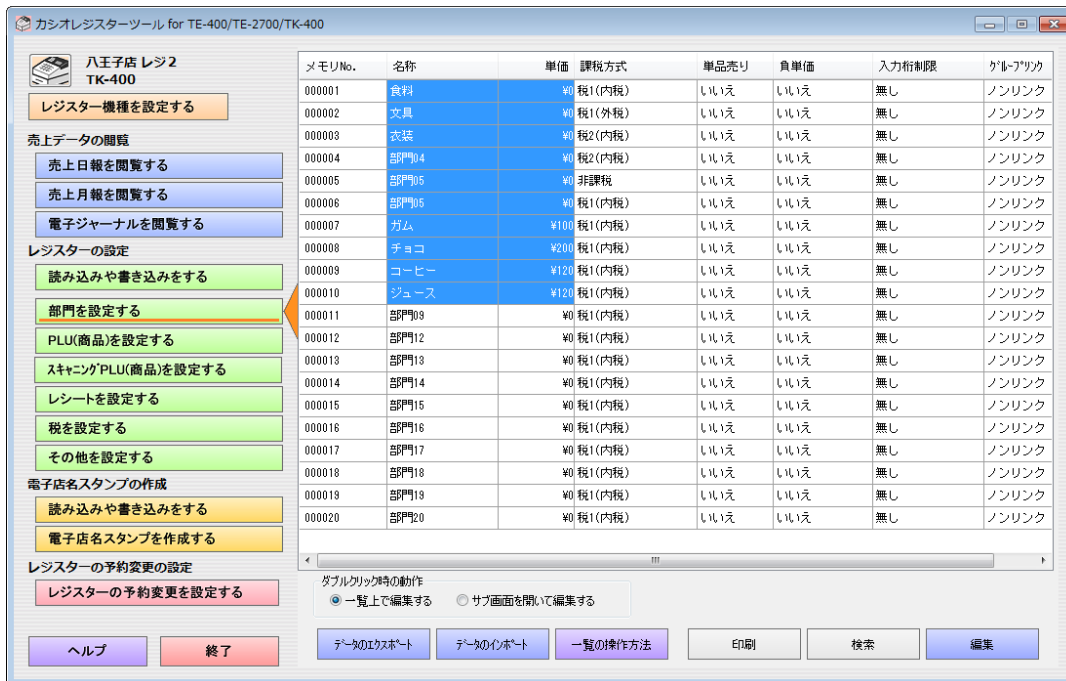 カシオレジスターツール for TE-400/TE-2700/TK-400
八王子店 レジ2
TK-400
レジスター機種を設定する
売上データの閲覧
売上日報を閲覧する
売上月報を閲覧する
電子ジャーナルを閲覧する
レジスターの設定
読み込みや書き込みをする
部門を設定する
PLU(商品)を設定する
スキャニングPLU(商品)を設定する
レシートを設定する
税を設定する
その他を設定する
電子店名スタンプの作成
読み込みや書き込みをする
電子店名スタンプを作成する
レジスターの予約変更の設定
レジスターの予約変更を設定する
ヘルプ 終了
メモリNo. 名称 単価 課税方式 単品売り 負単価 入力桁制限 グループリンク
000001 食料 ¥0 税1(内税) いいえ いいえ 無し ノンリンク
000002 文具 ¥0 税1(外税) いいえ いいえ 無し ノンリンク
000003 衣装 ¥0 税2(内税) いいえ いいえ 無し ノンリンク
000004 部門04 ¥0 税2(内税) いいえ いいえ 無し ノンリンク
000005 部門05 ¥0 非課税 いいえ いいえ 無し ノンリンク
000006 部門05 ¥0 税1(内税) いいえ いいえ 無し ノンリンク
000007 ガム ¥100 税1(内税) いいえ いいえ 無し ノンリンク
000008 チョコ ¥200 税1(内税) いいえ いいえ 無し ノンリンク
000009 コーヒー ¥120 税1(内税) いいえ いいえ 無し ノンリンク
000010 ジュース ¥120 税1(内税) いいえ いいえ 無し ノンリンク
000011 部門09 ¥0 税1(内税) いいえ いいえ 無し ノンリンク
000012 部門12 ¥0 税1(内税) いいえ いいえ 無し ノンリンク
000013 部門13 ¥0 税1(内税) いいえ いいえ 無し ノンリンク
000014 部門14 ¥0 税1(内税) いいえ いいえ 無し ノンリンク
000015 部門15 ¥0 税1(内税) いいえ いいえ 無し ノンリンク
000016 部門16 ¥0 税1(内税) いいえ いいえ 無し ノンリンク
000017 部門17 ¥0 税1(内税) いいえ いいえ 無し ノンリンク
000018 部門18 ¥0 税1(内税) いいえ いいえ 無し ノンリンク
000019 部門19 ¥0 税1(内税) いいえ いいえ 無し ノンリンク
000020 部門20 ¥0 税1(内税) いいえ いいえ 無し ノンリンク
ダブルクリック時の動作
一覧上で編集する サブ画面を開いて編集する
データのエクスポート データのインポート 一覧の操作方法 印刷 検索 編集